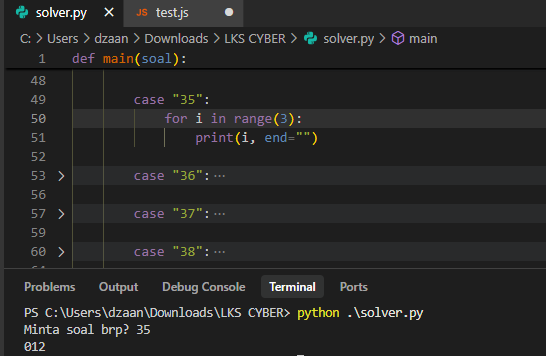 solver.py × JS test.js ●
C: > Users > dzaan > Downloads > LKS CYBER > solver.py > main
1 def main(soal):
48
49 case "35":
50 for i in range(3):
51 print(i, end="")
52
53 > case "36": ⋯
56
57 > case "37": ⋯
59
60 > case "38": ⋯
Problems Output Debug Console Terminal Ports
PS C:\Users\dzaan\Downloads\LKS CYBER> python .\solver.py
Minta soal brp? 35
012